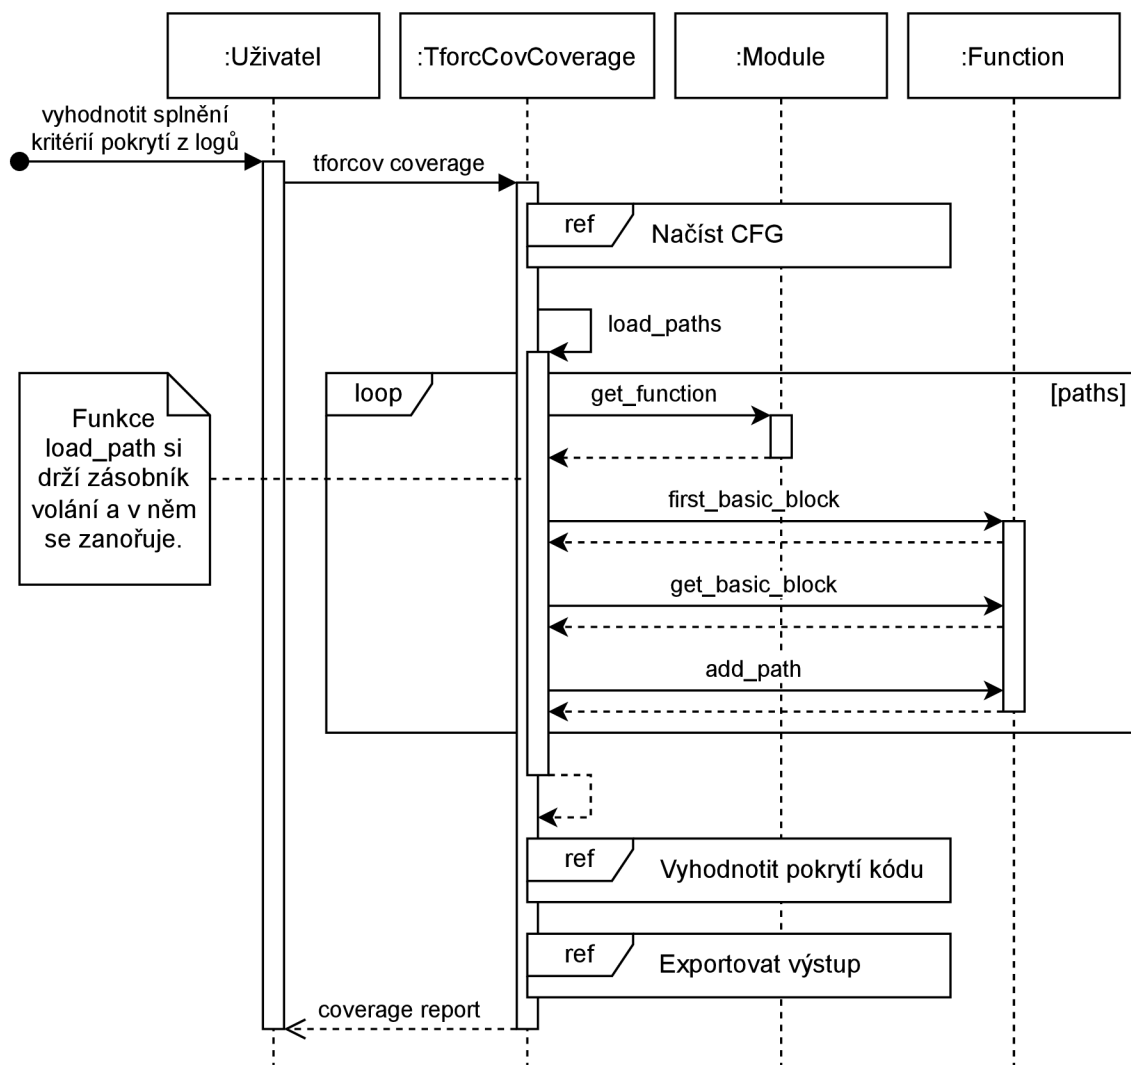 :Uživatel
:TforcCovCoverage
:Module
:Function
vyhodnotit splnění
kritérií pokrytí z logů
tforcov coverage
ref
Načíst CFG
load_paths
loop
[paths]
get_function
Funkce
load_path si
drží zásobník
volání a v něm
se zanořuje.
first_basic_block
get_basic_block
add_path
ref
Vyhodnotit pokrytí kódu
ref
Exportovat výstup
coverage report